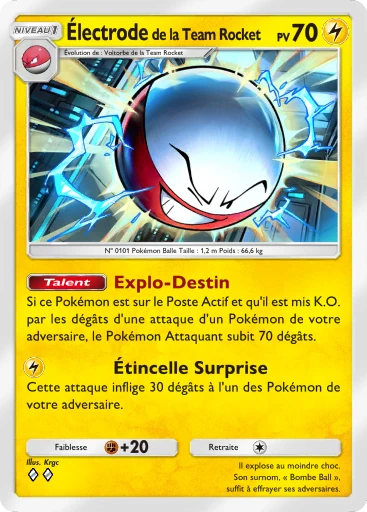 NIVEAU 1
Électrode de la Team Rocket PV 70
Évolution de : Voltorbe de la Team Rocket
N° 0101 Pokémon Balle Taille : 1,2 m Poids : 66,6 kg
Talent Explo-Destin
Si ce Pokémon est sur le Poste Actif et qu'il est mis K.O.
par les dégâts d'une attaque d'un Pokémon de votre
adversaire, le Pokémon Attaquant subit 70 dégâts.
Étincelle Surprise
Cette attaque inflige 30 dégâts à l'un des Pokémon de
votre adversaire.
Faiblesse +20 Retraite
Illus. Krgc
Il explose au moindre choc.
Son surnom, « Bombe Ball »,
suffit à effrayer ses adversaires.